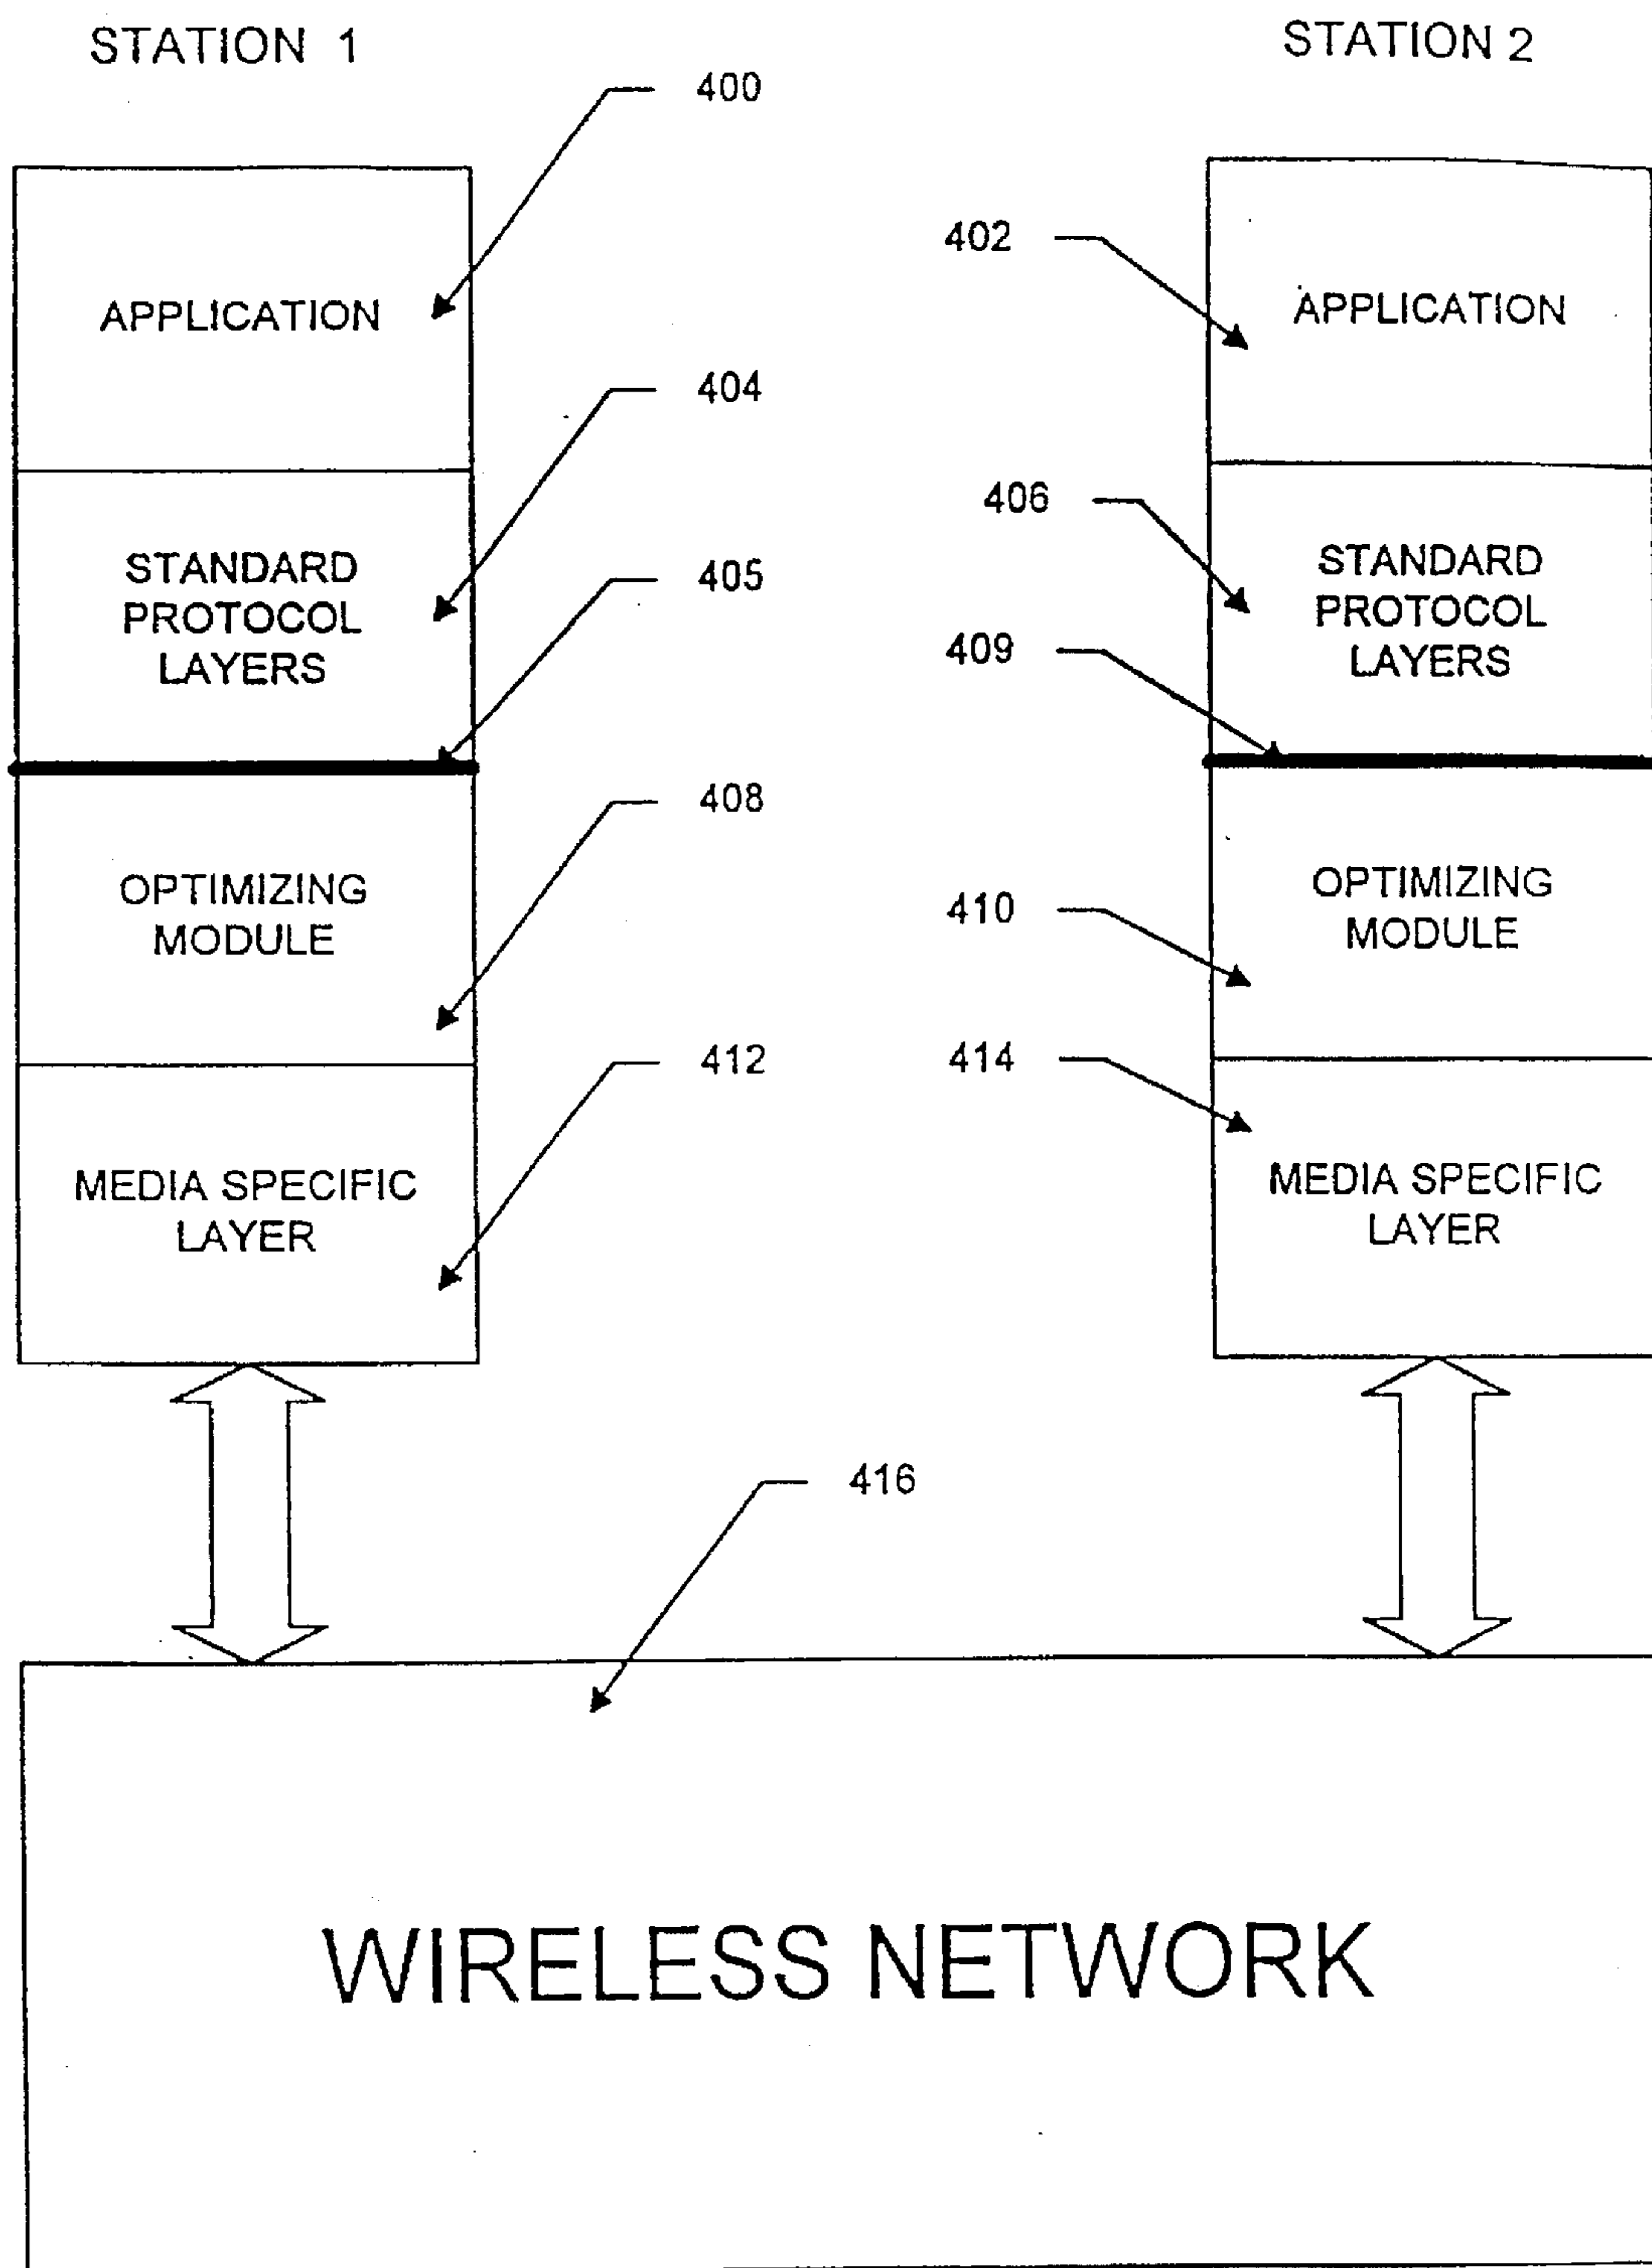 STATION 1
STATION 2
400
402
APPLICATION
APPLICATION
404
406
STANDARD
PROTOCOL
LAYERS
STANDARD
PROTOCOL
LAYERS
405
409
408
410
OPTIMIZING
MODULE
OPTIMIZING
MODULE
412
414
MEDIA SPECIFIC
LAYER
MEDIA SPECIFIC
LAYER
416
WIRELESS NETWORK